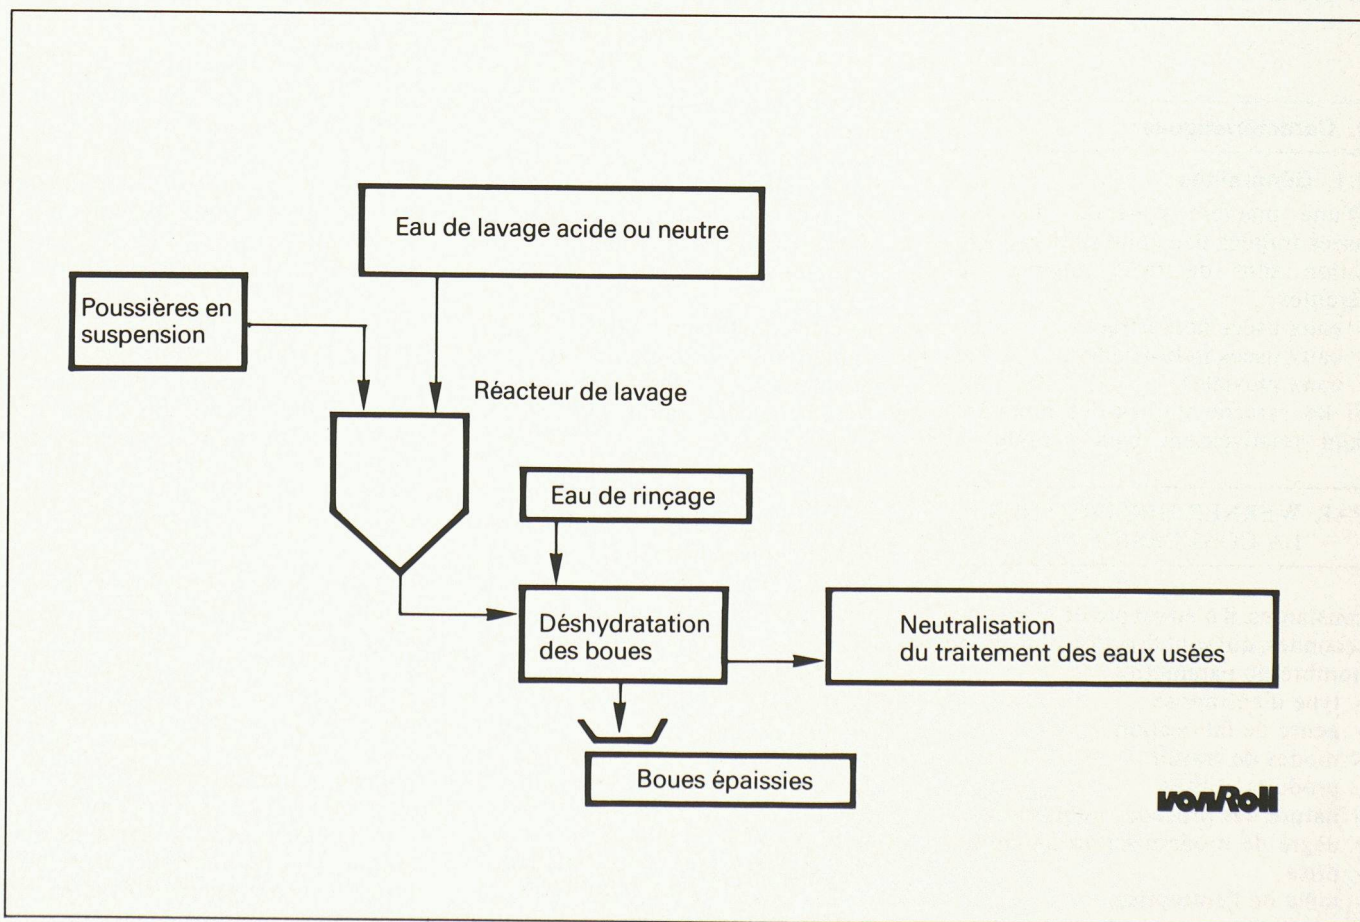 Eau de lavage acide ou neutre
Poussières en
suspension
Réacteur de lavage
Eau de rinçage
Déshydratation
des boues
Neutralisation
du traitement des eaux usées
Boues épaissies
vonRoll